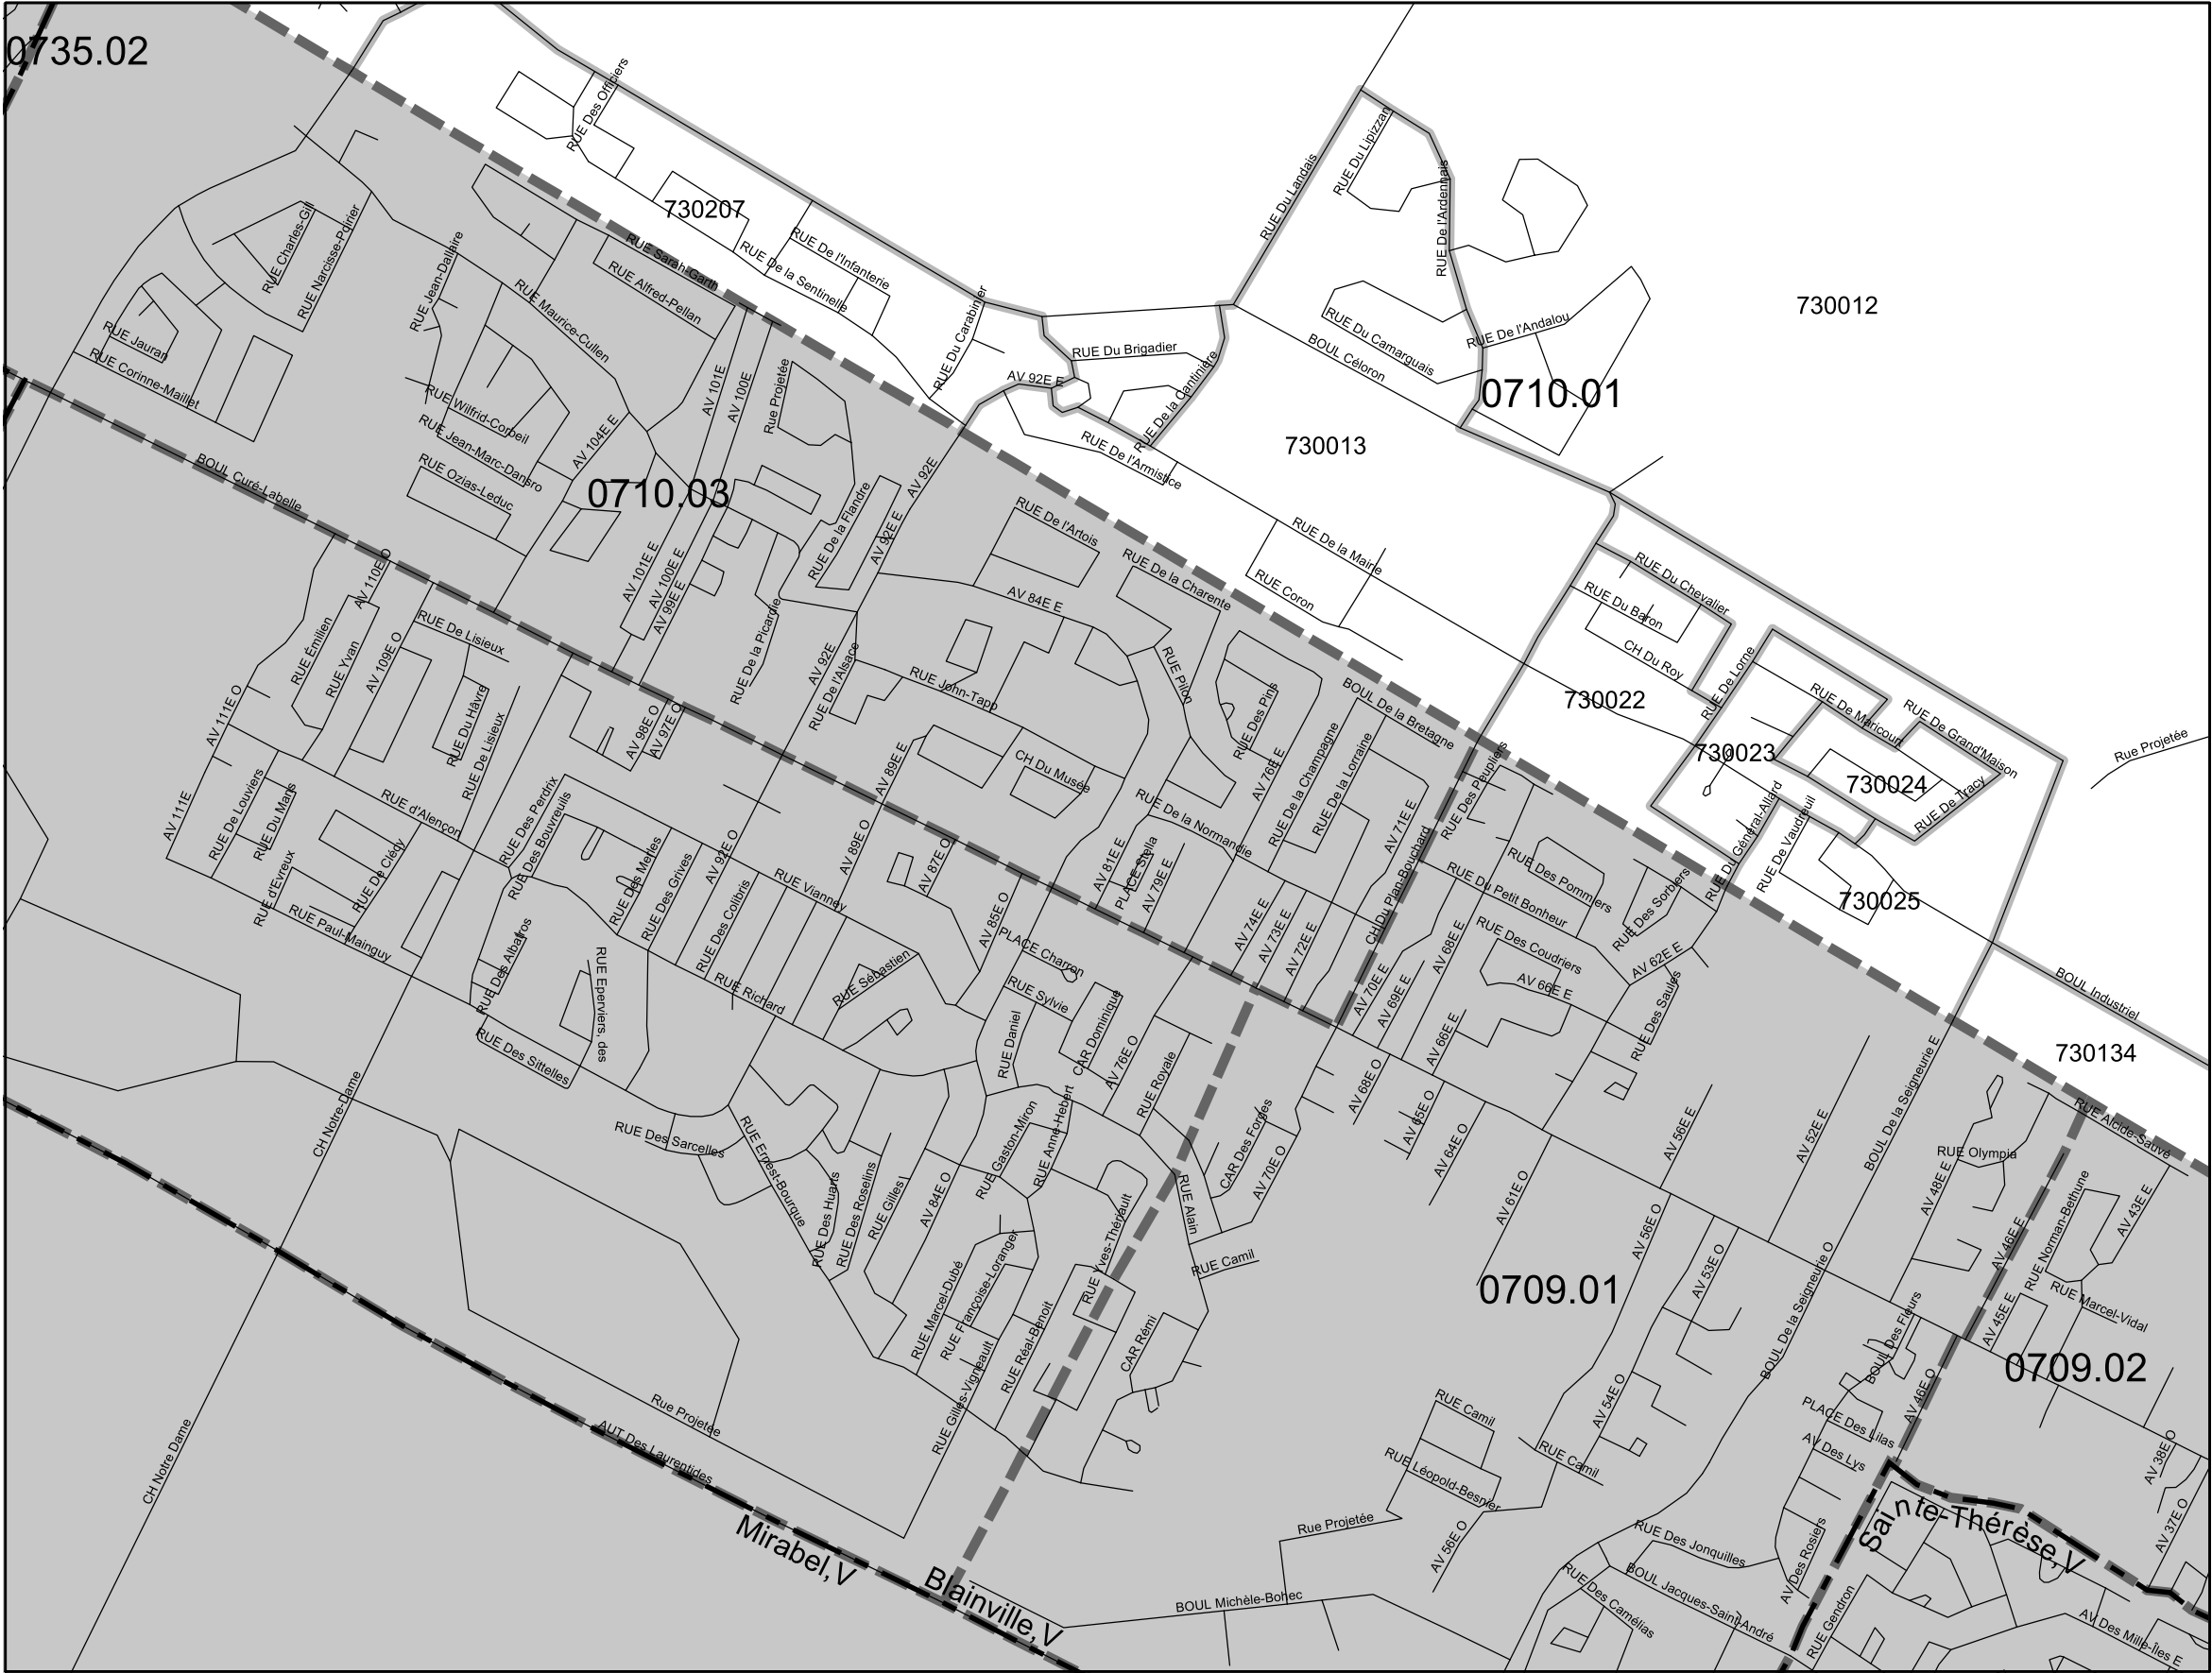 0735.02
RUE Des Officiers
730207
RUE Du Lipizzan
RUE Du Landais
RUE De l'Ardennais
730012
RUE Charles-Gill
RUE Narcisse-Poirier
RUE Jean-Dallaire
RUE Sarah-Garth
RUE Alfred-Pellan
RUE De l'Infanterie
RUE De la Sentinelle
RUE Maurice-Cullen
RUE Du Carabinier
RUE Du Camarguais
RUE De l'Andalou
BOUL Céloron
RUE Jauran
RUE Corinne-Maillet
RUE Du Brigadier
AV 92E E
RUE De la Cantinière
0710.01
AV 101E
AV 100E
Rue Projetée
RUE Wilfrid-Corbeil
RUE Jean-Marc-Dansro
RUE Ozias-Leduc
AV 104E E
0710.03
730013
RUE De l'Armistice
BOUL Curé-Labelle
RUE De la Flandre
AV 92E
AV 92E E
RUE De l'Artois
RUE De la Mairie
RUE De la Charente
RUE Coron
AV 110E O
AV 101E E
AV 100E E
AV 99E E
AV 84E E
RUE Du Chevalier
RUE Du Baron
CH Du Roy
RUE Émilien
RUE Yvan
AV 109E O
RUE De Lisieux
RUE De la Picardie
AV 92E
RUE De l'Alsace
RUE John-Tapp
RUE Pilon
RUE De Lorne
730022
AV 111E O
RUE Du Hâvre
RUE De Lisieux
AV 98E O
AV 97E O
RUE Des Pins
BOUL De la Bretagne
RUE De Maricourt
RUE De Grand'Maison
730023
730024
RUE De Tracy
Rue Projetée
AV 89E E
CH Du Musée
AV 76E E
RUE De la Champagne
RUE De la Lorraine
RUE Des Peupliers
RUE De la Normandie
AV 71E E
AV 111E
RUE De Louviers
RUE Du Mans
RUE d'Alençon
RUE Des Perdrix
RUE Des Bouvreuils
RUE De Clécy
RUE d'Evreux
RUE Paul-Mainguy
RUE Des Merles
RUE Des Grives
AV 92E O
RUE Des Colibris
RUE Vianney
AV 89E O
AV 87E O
AV 85E O
AV 81E E
PLACE Stella
AV 79E E
AV 74E E
AV 73E E
AV 72E E
CH Du Plan-Bouchard
RUE Du Petit Bonheur
RUE Des Pommiers
RUE Des Sorbiers
RUE DU Général-Allard
RUE De Vaudreuil
730025
RUE Des Coudriers
AV 62E E
AV 66E E
AV 68E E
AV 70E E
AV 69E E
AV 66E E
RUE Des Saules
BOUL Industriel
730134
RUE Des Albatros
RUE Eperviers, des
RUE Des Sittelles
RUE Richard
RUE Sébastien
PLACE Charron
RUE Sylvie
RUE Daniel
CAR Dominique
AV 76E O
RUE Royale
AV 68E O
AV 65E O
AV 64E O
AV 61E O
AV 56E E
AV 52E E
BOUL De la Seigneurie E
RUE Alcide-Sauvé
RUE Olympia
AV 48E E
AV 46E E
RUE Norman-Bethune
AV 43E E
CH Notre-Dame
RUE Des Sarcelles
RUE Ernest-Bourque
RUE Des Huarts
RUE Des Roselins
RUE Gilles
AV 84E O
RUE Gaston-Miron
RUE Anne-Hebert
RUE Alain
CAR Des Forges
AV 70E O
RUE Camil
RUE Yves-Thériault
RUE Marcel-Dubé
RUE Françoise-Loranger
RUE Gilles-Vigneault
RUE Réal-Benoit
CAR Rémi
0709.01
AV 56E O
AV 53E O
AV 54E O
BOUL De la Seigneurie O
BOUL Des Fleurs
AV 45E E
RUE Marcel-Vidal
0709.02
AV 46E O
PLACE Des Lilas
AV Des Lys
AV 38E O
AV 37E O
CH Notre Dame
Rue Projetée
AUT Des Laurentides
Mirabel,V
Blainville,V
RUE Camil
RUE Camil
RUE Léopold-Besnier
Rue Projetée
AV 56E O
BOUL Michèle-Bohec
RUE Des Jonquilles
BOUL Jacques-Saint-André
RUE Des Camélias
AV Des Rosiers
RUE Gendron
Sainte-Thérèse,V
AV Des Mille-Îles E